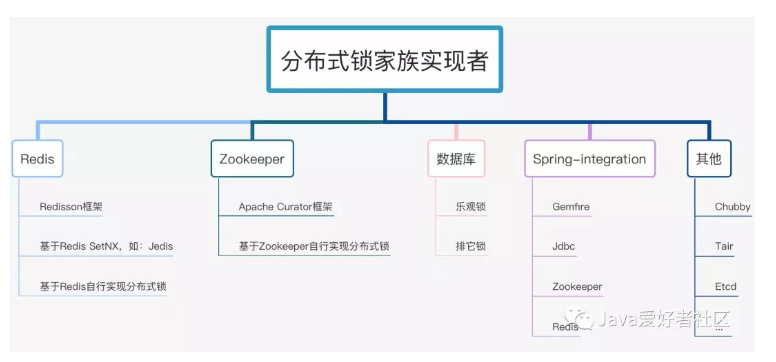 分布式锁家族实现者
Redis
Zookeeper
数据库
Spring-integration
其他
Redisson框架
基于Redis SetNX，如：Jedis
基于Redis自行实现分布式锁
Apache Curator框架
基于Zookeeper自行实现分布式锁
乐观锁
排它锁
Gemfire
Jdbc
Zookeeper
Redis
Chubby
Tair
Etcd
...
Java爱好者社区